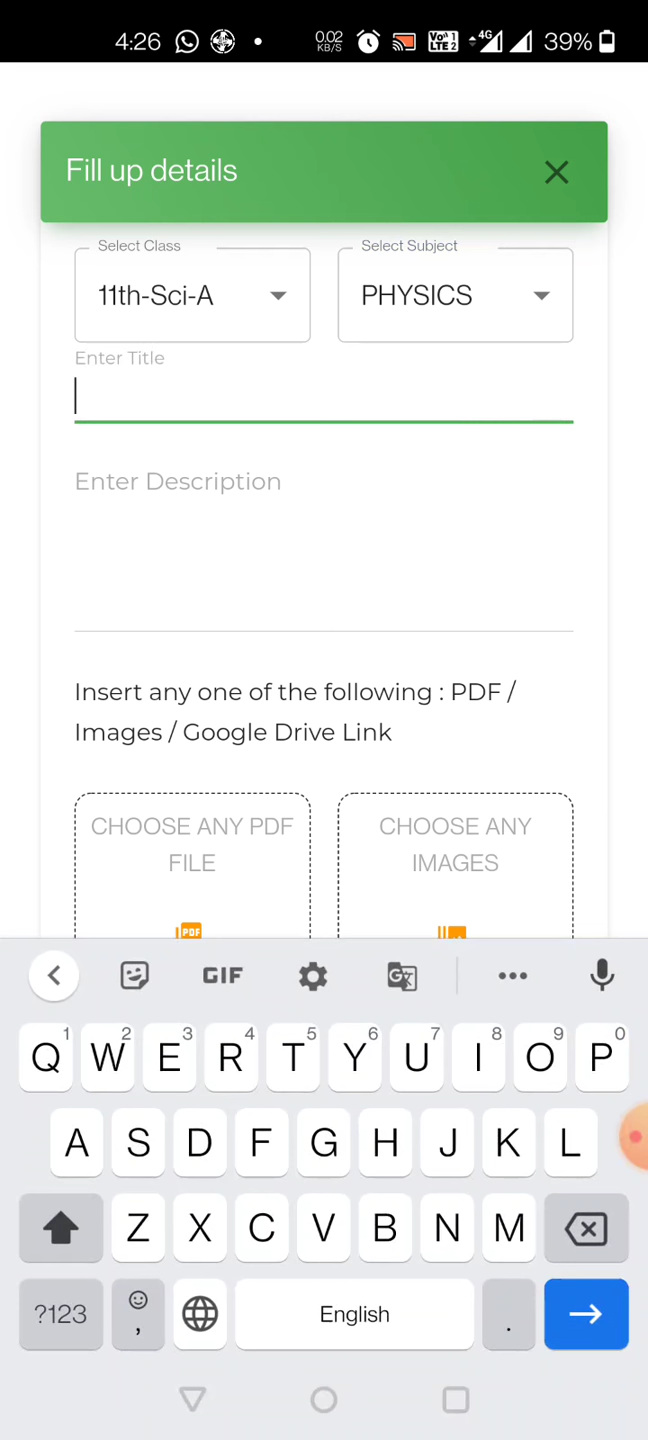 4:26 0.02 KB/S Vo 1 LTE 2 4G 39%
Fill up details
Select Class Select Subject
11th-Sci-A PHYSICS
Enter Title
Enter Description
Insert any one of the following : PDF /
Images / Google Drive Link
CHOOSE ANY PDF CHOOSE ANY
FILE IMAGES
PDF
GIF
1 2 3 4 5 6 7 8 9 0
Q W E R T Y U I O P
A S D F G H J K L
Z X C V B N M
?123 , English .